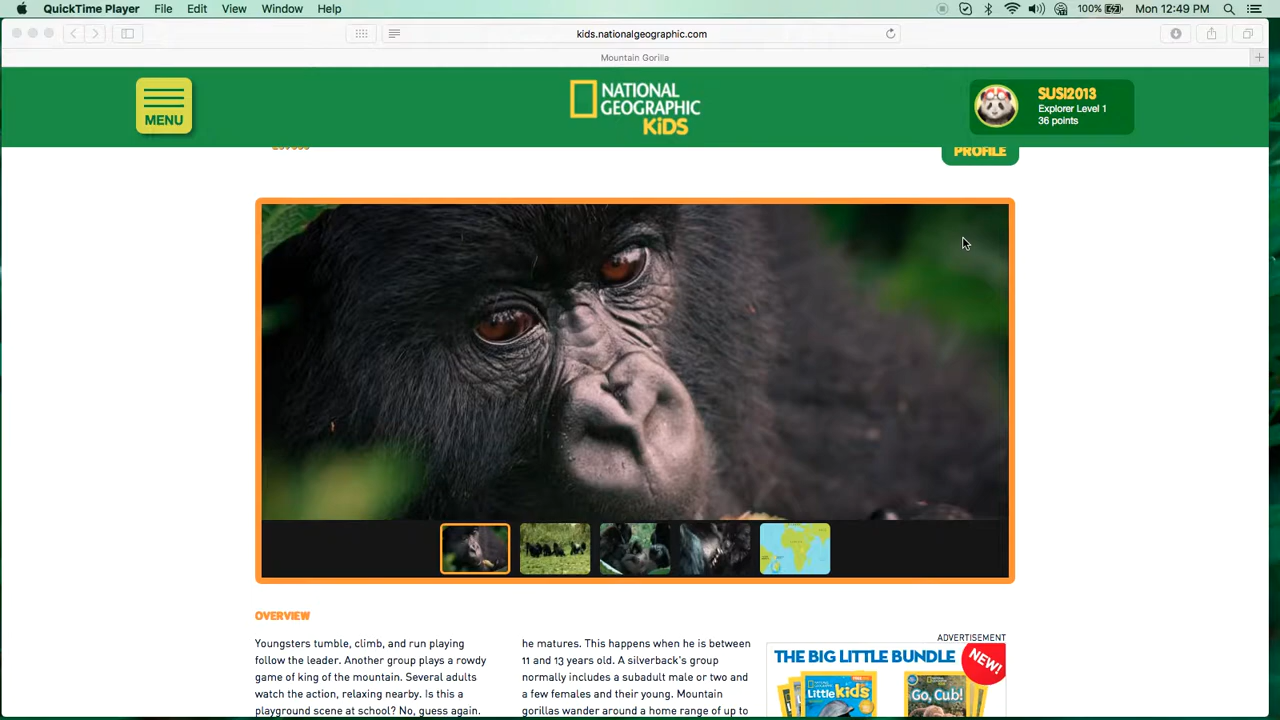 QuickTime Player File Edit View Window Help 100% Mon 12:49 PM
kids.nationalgeographic.com
Mountain Gorilla
MENU
NATIONAL
GEOGRAPHIC
KiDS
SUSI2013
Explorer Level 1
36 points
PROFILE
OVERVIEW
Youngsters tumble, climb, and run playing
follow the leader. Another group plays a rowdy
game of king of the mountain. Several adults
watch the action, relaxing nearby. Is this a
playground scene at school? No, guess again.
he matures. This happens when he is between
11 and 13 years old. A silverback's group
normally includes a subadult male or two and
a few females and their young. Mountain
gorillas wander around a home range of up to
ADVERTISEMENT
THE BIG LITTLE BUNDLE
NEW!
Little kids
Go, Cub!